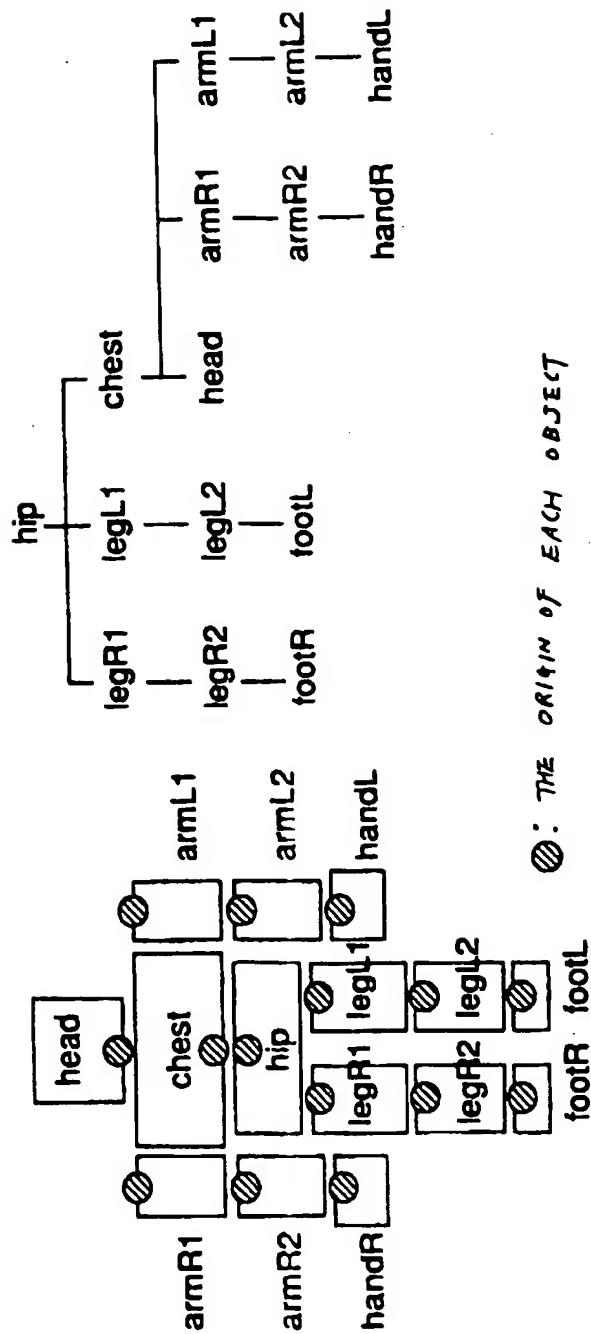 head
chest
hip
armR1
armR2
handR
armL1
armL2
handL
legR1
legL1
legR2
legL2
footR
footL
hip
legR1
legL1
chest
legR2
legL2
head
armR1
armL1
footR
footL
armR2
armL2
handR
handL
: THE ORIGIN OF EACH OBJECT